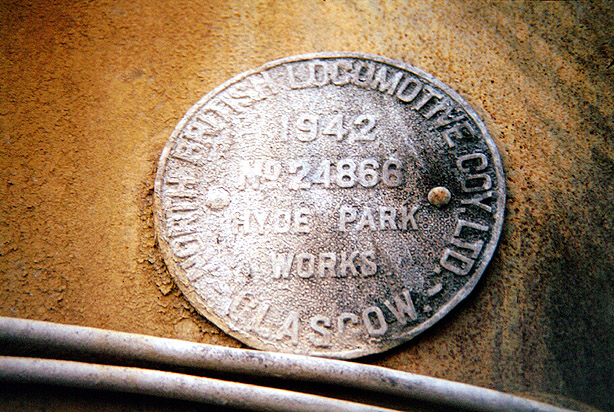 NORTH BRITISH LOCOMOTIVE COY LTD.
1942
No 24866
HYDE PARK
WORKS
- GLASGOW. -